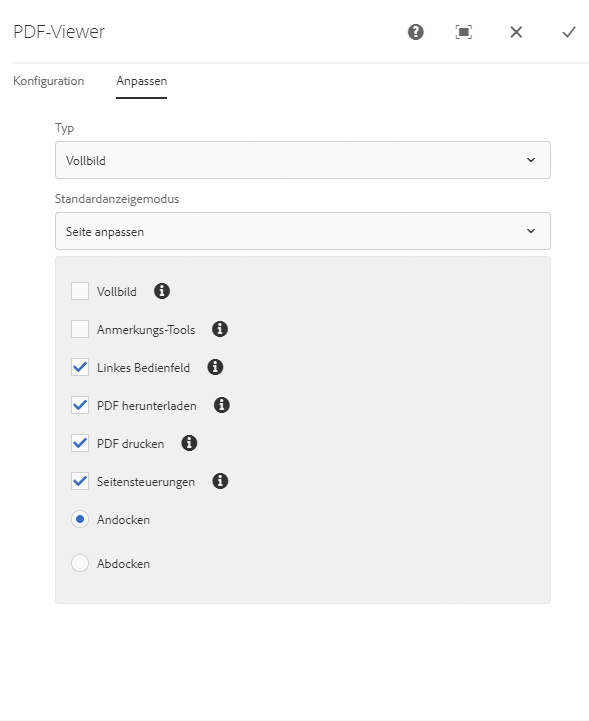 PDF-Viewer
Konfiguration Anpassen
Typ
Vollbild
Standardanzeigemodus
Seite anpassen
Vollbild
Anmerkungs-Tools
Linkes Bedienfeld
PDF herunterladen
PDF drucken
Seitensteuerungen
Andocken
Abdocken